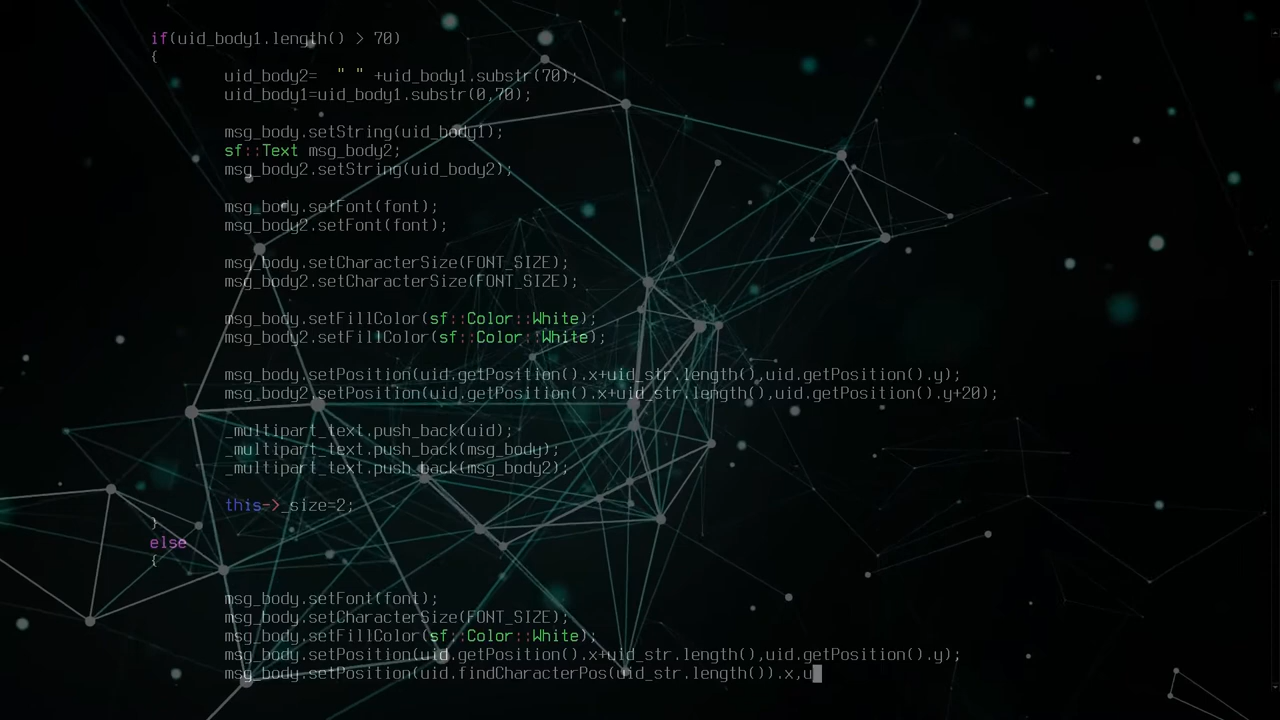 if(uid_body1.length() > 70)
{
uid_body2=  " " +uid_body1.substr(70);
uid_body1=uid_body1.substr(0,70);
msg_body.setString(uid_body1);
sf::Text msg_body2;
msg_body2.setString(uid_body2);
msg_body.setFont(font);
msg_body2.setFont(font);
msg_body.setCharacterSize(FONT_SIZE);
msg_body2.setCharacterSize(FONT_SIZE);
msg_body.setFillColor(sf::Color::White);
msg_body2.setFillColor(sf::Color::White);
msg_body.setPosition(uid.getPosition().x+uid_str.length(),uid.getPosition().y);
msg_body2.setPosition(uid.getPosition().x+uid_str.length(),uid.getPosition().y+20);
_multipart_text.push_back(uid);
_multipart_text.push_back(msg_body);
_multipart_text.push_back(msg_body2);
this->_size=2;
}
else
{
msg_body.setFont(font);
msg_body.setCharacterSize(FONT_SIZE);
msg_body.setFillColor(sf::Color::White);
msg_body.setPosition(uid.getPosition().x+uid_str.length(),uid.getPosition().y);
msg_body.setPosition(uid.findCharacterPos(uid_str.length()).x,u